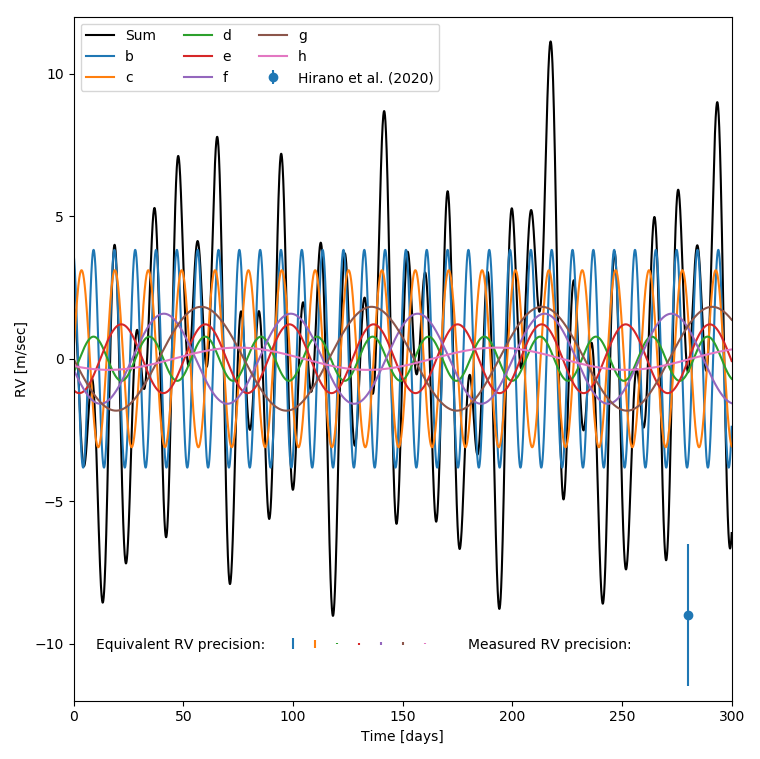 Sum d g
b e h
c f Hirano et al. (2020)
10
5
0
−5
−10
RV [m/sec]
Equivalent RV precision: Measured RV precision:
0 50 100 150 200 250 300
Time [days]